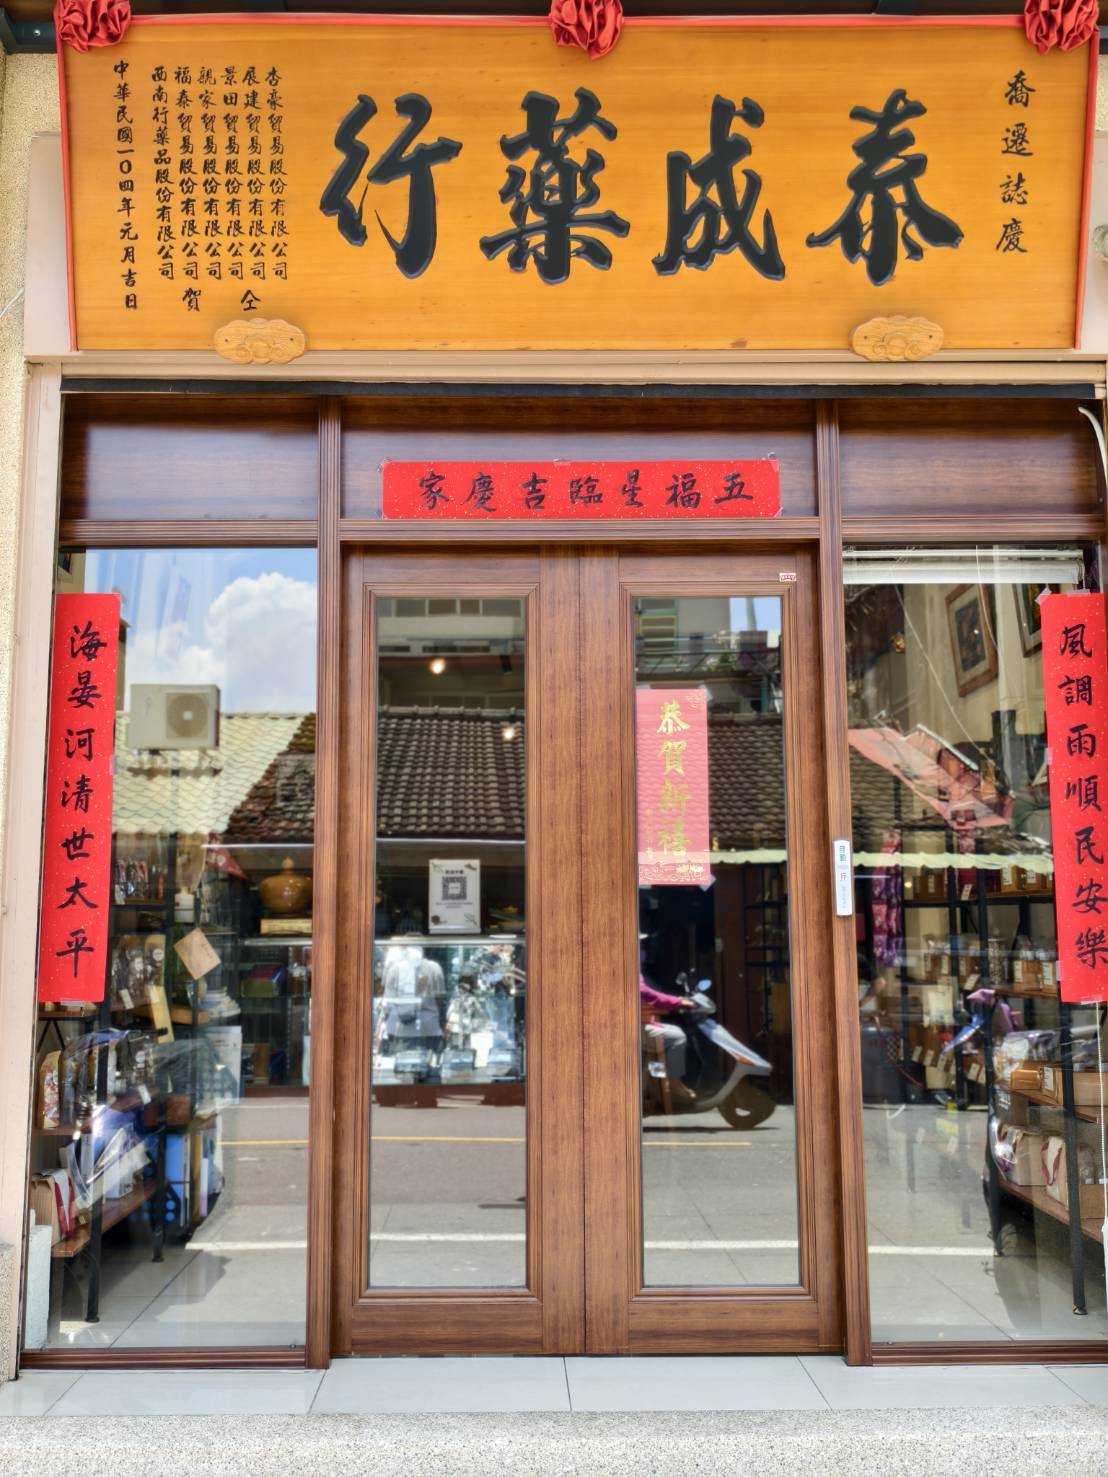 喬遷誌慶
泰成藥行
杏豪貿易股份有限公司
展建貿易股份有限公司
景田貿易股份有限公司
親家貿易股份有限公司
福泰貿易股份有限公司
西南行藥品股份有限公司
仝
賀
中華民國一〇四年元月吉日
五福星臨吉慶家
風調雨順民安樂
海晏河清世太平
恭賀新禧